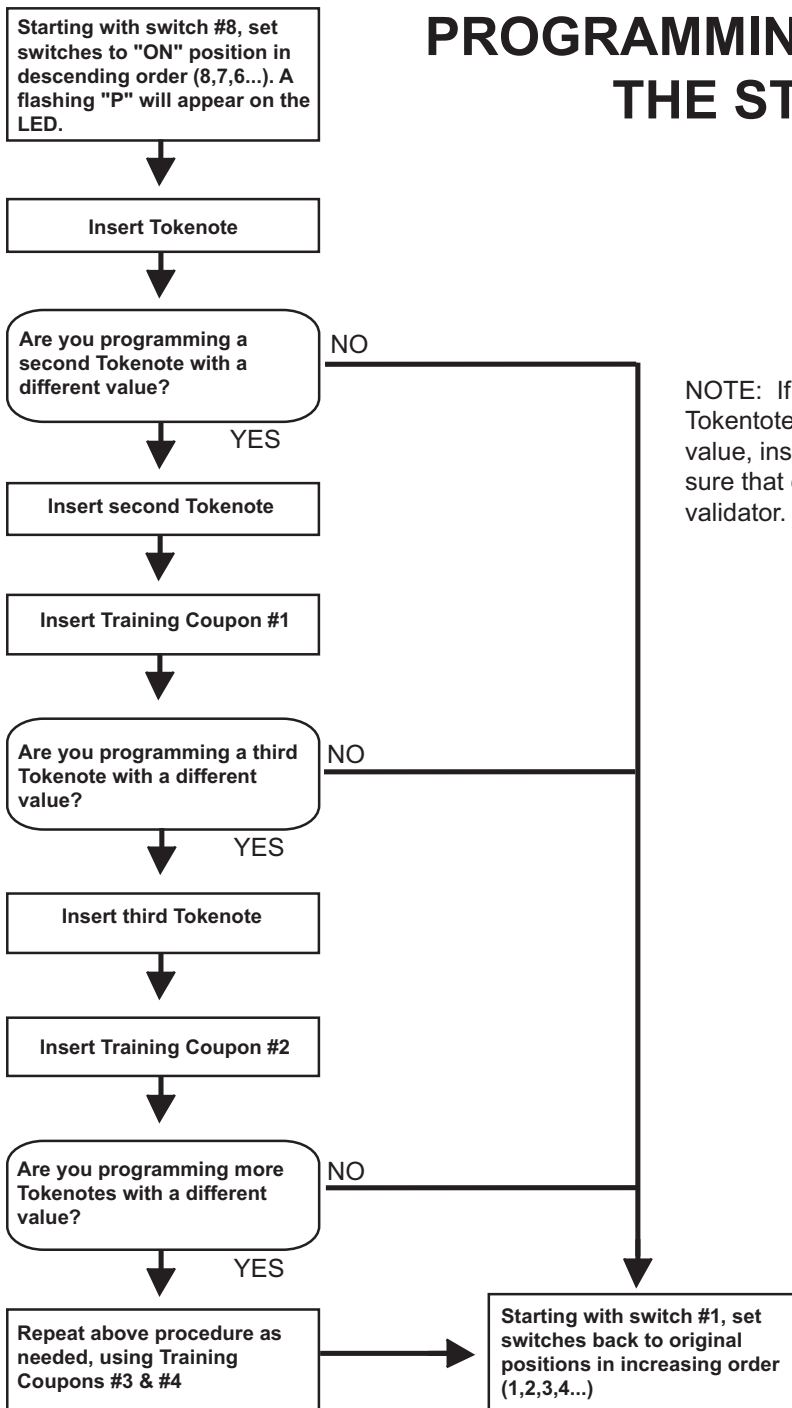 PROGRAMMIN
THE ST
Starting with switch #8, set
switches to "ON" position in
descending order (8,7,6...). A
flashing "P" will appear on the
LED.
Insert Tokenote
Are you programming a
second Tokenote with a
different value?
NO
YES
NOTE: If
Tokentote
value, ins
sure that
validator.
Insert second Tokenote
Insert Training Coupon #1
Are you programming a third
Tokenote with a different
value?
NO
YES
Insert third Tokenote
Insert Training Coupon #2
Are you programming more
Tokenotes with a different
value?
NO
YES
Repeat above procedure as
needed, using Training
Coupons #3 & #4
Starting with switch #1, set
switches back to original
positions in increasing order
(1,2,3,4...)